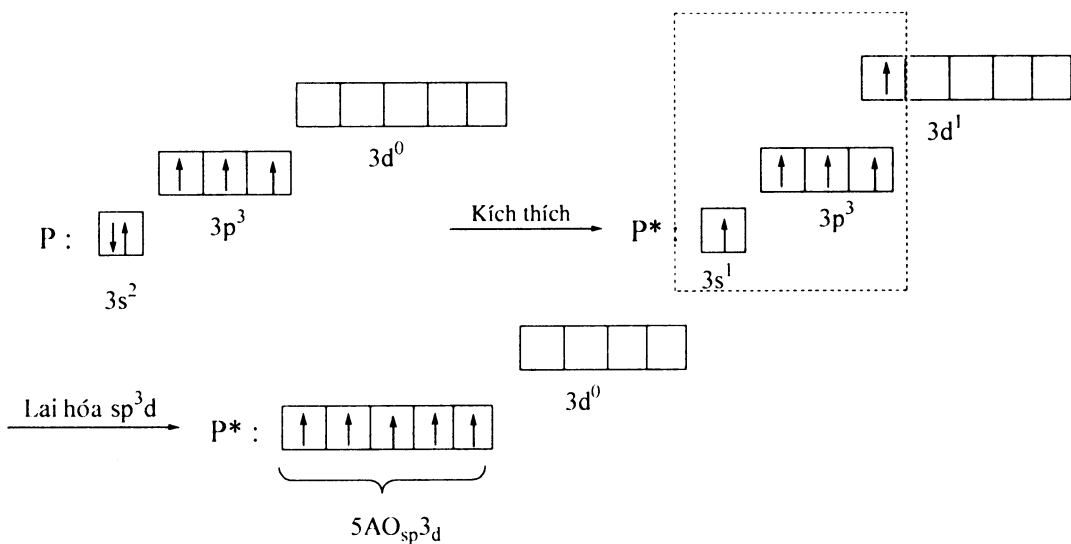 3d⁰
3d¹
3p³
Kích thích
3p³
P :
P* :
3s²
3s¹
Lai hóa sp³d
3d⁰
P* :
5AOsp3d